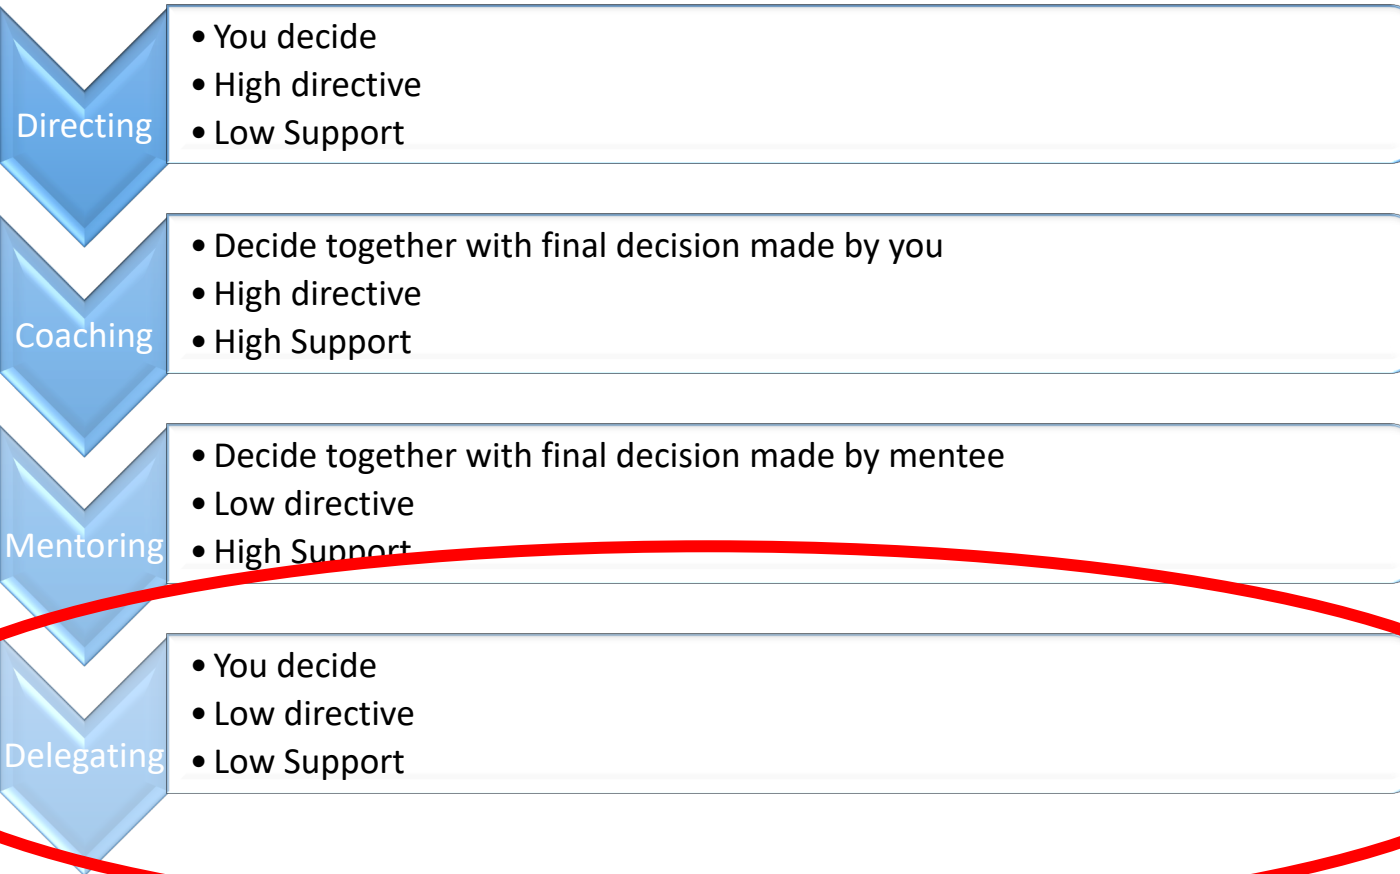 Directing
• You decide
• High directive
• Low Support
Coaching
• Decide together with final decision made by you
• High directive
• High Support
Mentoring
• Decide together with final decision made by mentee
• Low directive
• High Support
Delegating
• You decide
• Low directive
• Low Support